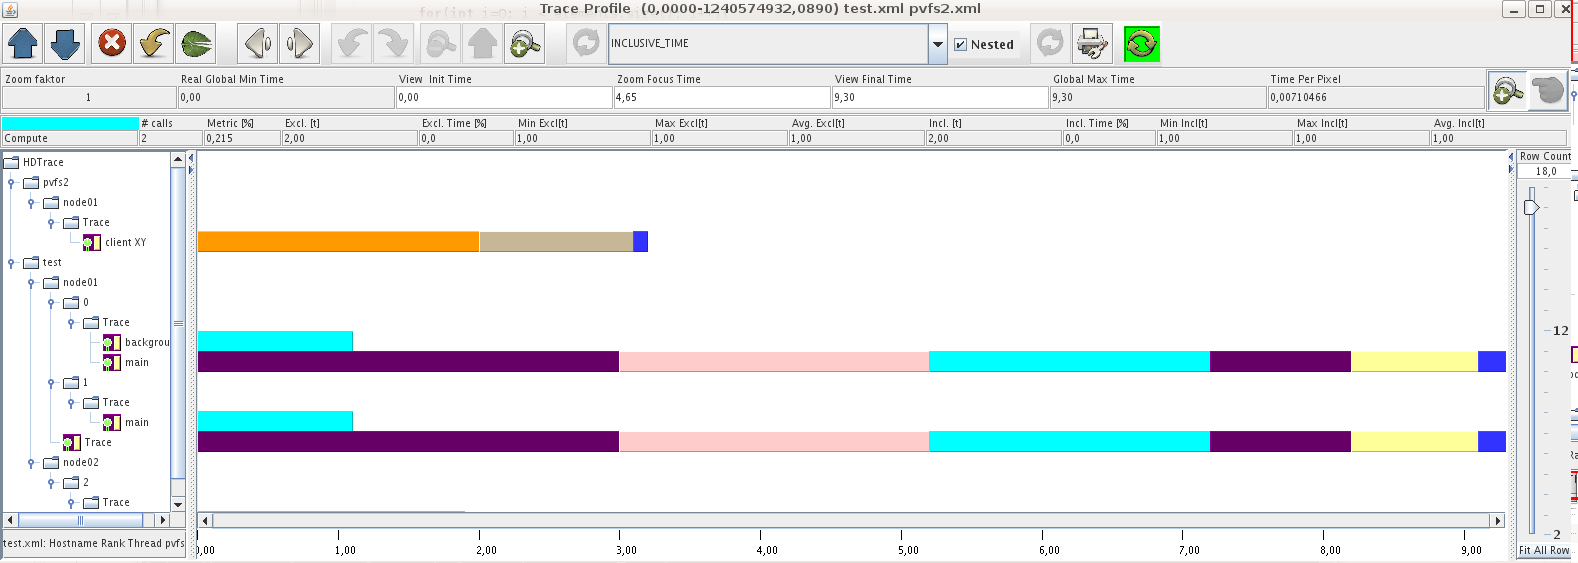 Trace Profile (0,0000-1240574932,0890) test.xml pvfs2.xml
INCLUSIVE_TIME
Nested
Zoom faktor Real Global Min Time View Init Time Zoom Focus Time View Final Time Global Max Time Time Per Pixel
1 0,00 0,00 4,65 9,30 9,30 0,00710466
# calls Metric [%] Excl. [t] Excl. Time [%] Min Excl[t] Max Excl[t] Avg. Excl[t] Incl. [t] Incl. Time [%] Min Incl[t] Max Incl[t] Avg. Incl[t]
Compute 2 0,215 2,00 0,0 1,00 1,00 1,00 2,00 0,0 1,00 1,00 1,00
HDTrace
pvfs2
node01
Trace
client XY
test
node01
0
Trace
backgrou
main
1
Trace
main
Trace
node02
2
Trace
test.xml: Hostname Rank Thread pvfs
0,00 1,00 2,00 3,00 4,00 5,00 6,00 7,00 8,00 9,00
Row Count
18,0
12
2
Fit All Row